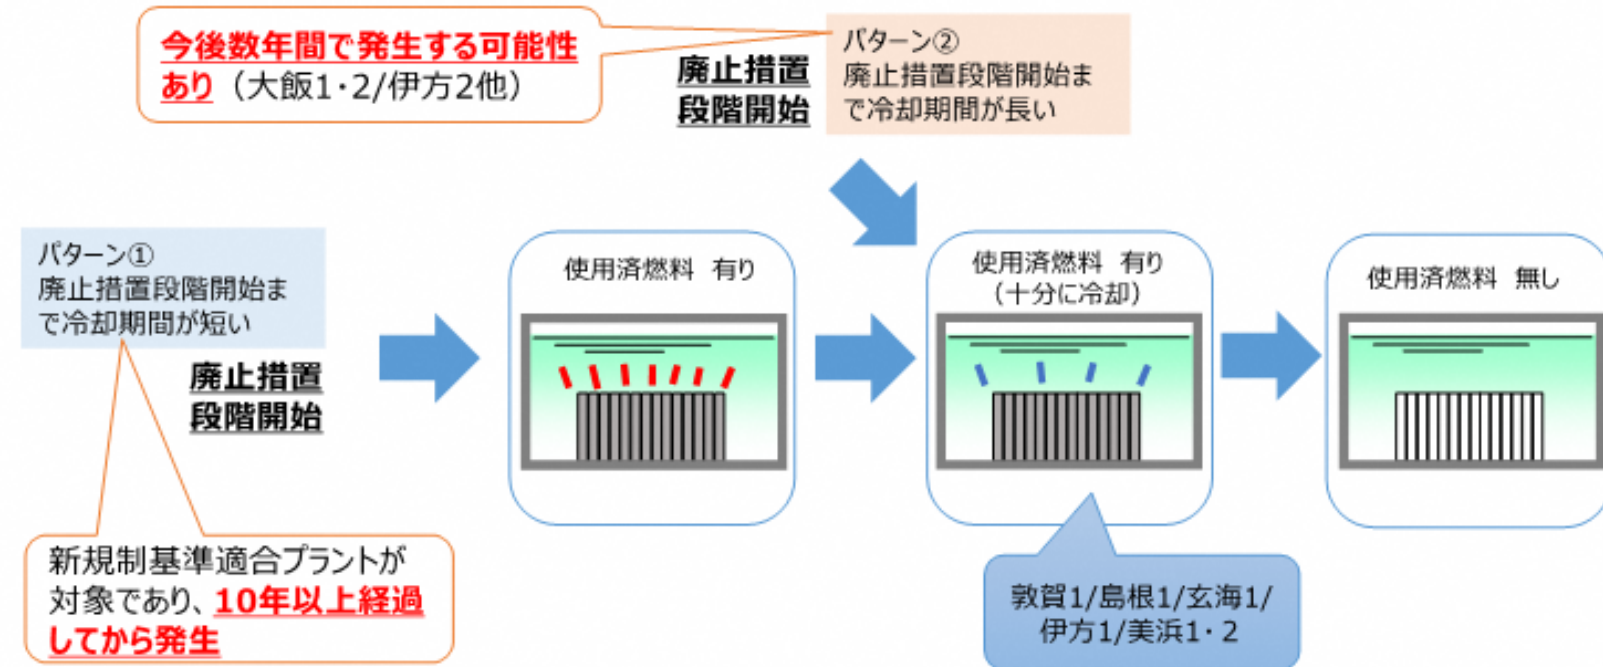 今後数年間で発生する可能性
あり（大飯1・2/伊方2他）
廃止措置
段階開始
パターン②
廃止措置段階開始ま
で冷却期間が長い
パターン①
廃止措置段階開始ま
で冷却期間が短い
廃止措置
段階開始
使用済燃料　有り
使用済燃料　有り
（十分に冷却）
使用済燃料　無し
新規制基準適合プラントが
対象であり、10年以上経過
してから発生
敦賀1/島根1/玄海1/
伊方1/美浜1・2